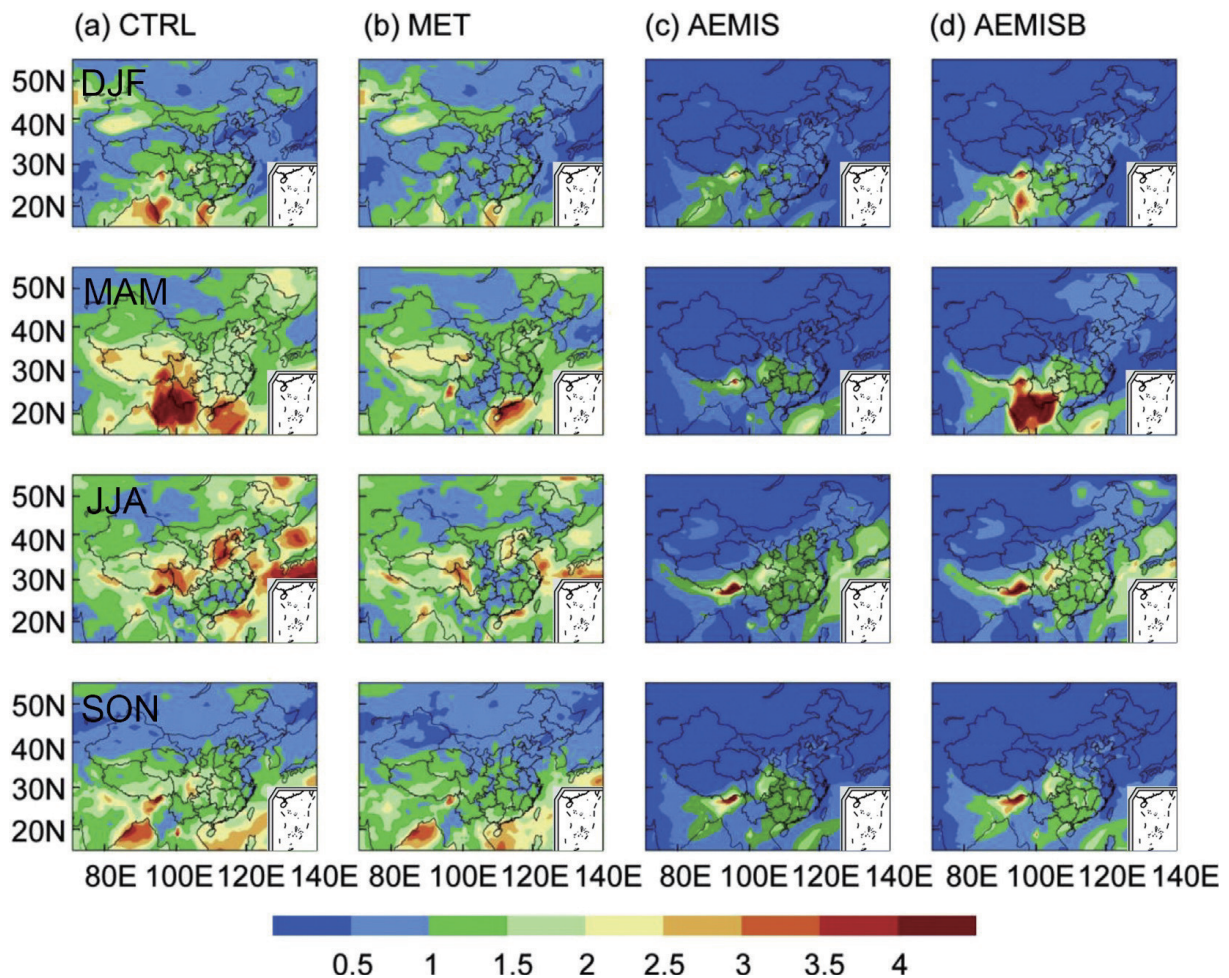 (a) CTRL (b) MET (c) AEMIS (d) AEMISB
DJF
50N
40N
30N
20N
MAM
50N
40N
30N
20N
JJA
50N
40N
30N
20N
SON
50N
40N
30N
20N
80E 100E 120E 140E 80E 100E 120E 140E 80E 100E 120E 140E 80E 100E 120E 140E
0.5 1 1.5 2 2.5 3 3.5 4